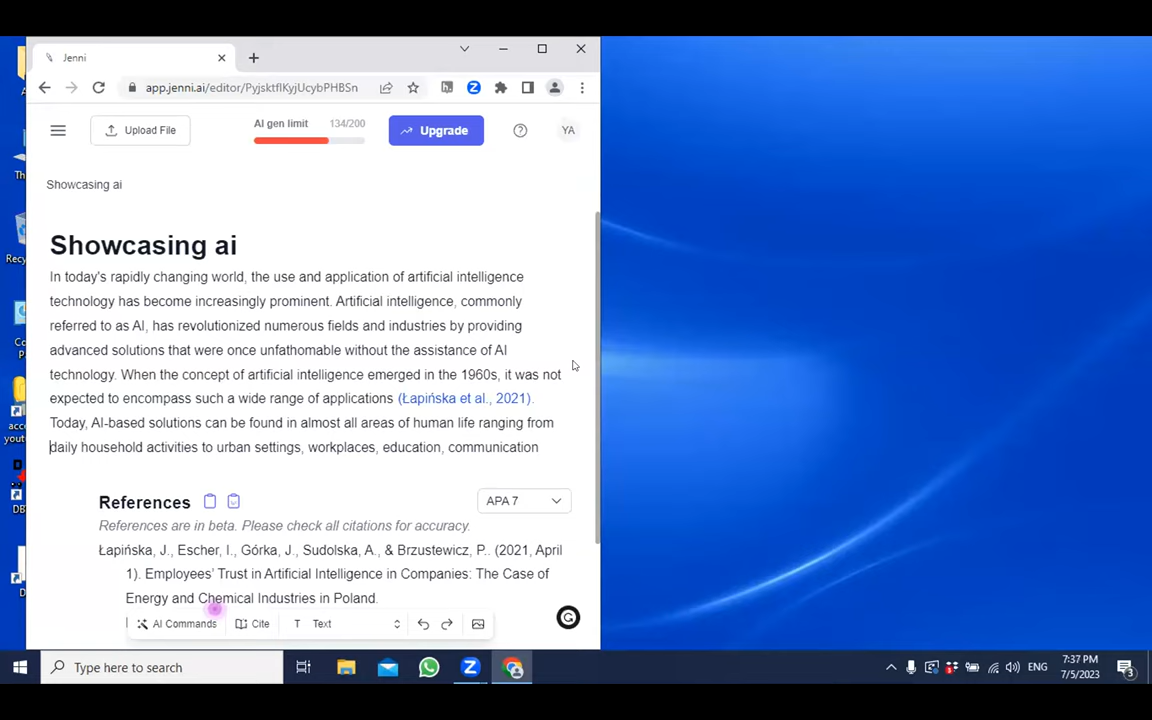 Jenni
app.jenni.ai/editor/PyjsktflKyjUcybPHBSn
Upload File
AI gen limit 134/200
Upgrade
YA
Showcasing ai
Showcasing ai
In today's rapidly changing world, the use and application of artificial intelligence
technology has become increasingly prominent. Artificial intelligence, commonly
referred to as AI, has revolutionized numerous fields and industries by providing
advanced solutions that were once unfathomable without the assistance of AI
technology. When the concept of artificial intelligence emerged in the 1960s, it was not
expected to encompass such a wide range of applications (Łapińska et al., 2021).
Today, AI-based solutions can be found in almost all areas of human life ranging from
daily household activities to urban settings, workplaces, education, communication
References
APA 7
References are in beta. Please check all citations for accuracy.
Łapińska, J., Escher, I., Górka, J., Sudolska, A., & Brzustewicz, P.. (2021, April
1). Employees' Trust in Artificial Intelligence in Companies: The Case of
Energy and Chemical Industries in Poland.
AI Commands Cite T Text
Type here to search
ENG
7:37 PM
7/5/2023
3